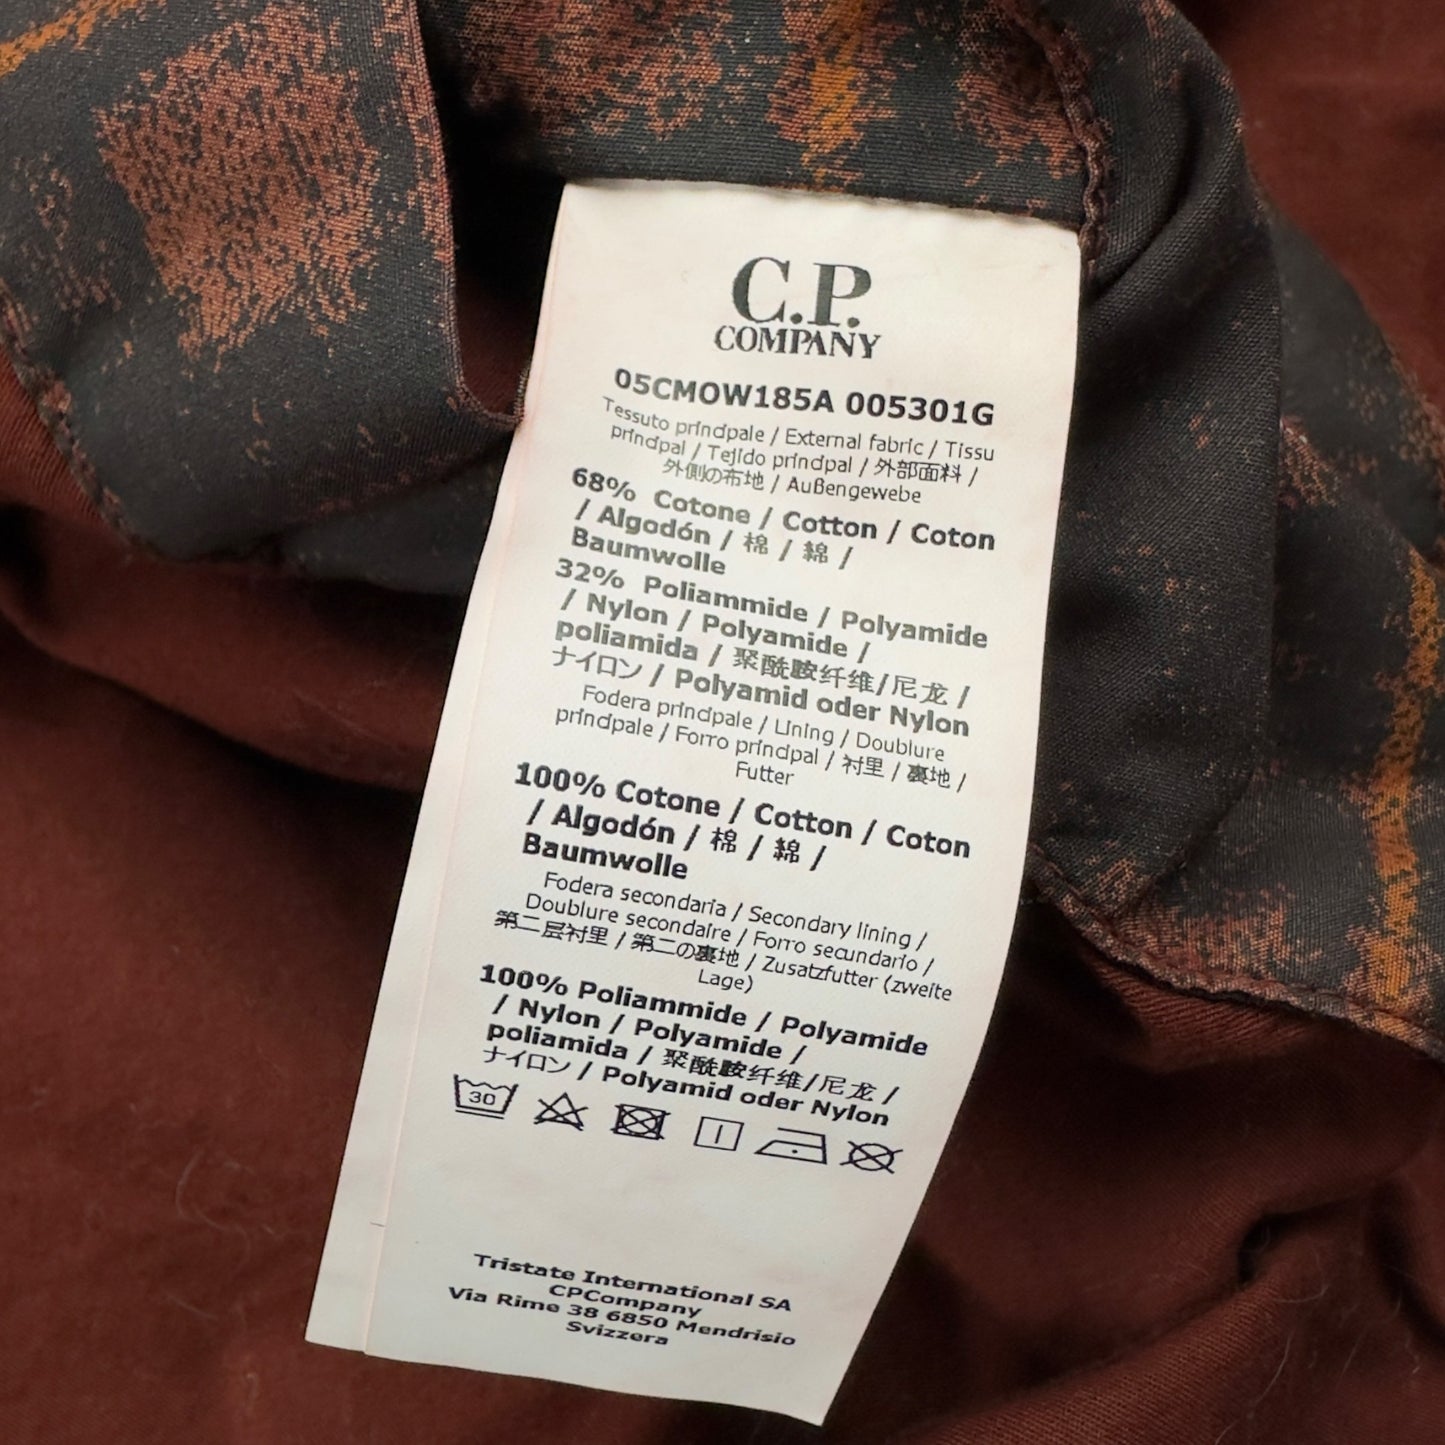 C.P.
COMPANY
05CMOW185A 005301G
Tessuto principale / External fabric / Tissu
principal / Tejido principal / 外部面料 /
外側の布地 / Außengewebe
68% Cotone / Cotton / Coton
/ Algodón / 棉 / 綿 /
Baumwolle
32% Poliammide / Polyamide
/ Nylon / Polyamide /
poliamida / 聚酰胺纤维/尼龙 /
ナイロン / Polyamid oder Nylon
Fodera principale / Lining / Doublure
principale / Forro principal / 衬里 / 裏地 /
Futter
100% Cotone / Cotton / Coton
/ Algodón / 棉 / 綿 /
Baumwolle
Fodera secondaria / Secondary lining /
Doublure secondaire / Forro secundario /
第二层衬里 / 第二の裏地 / Zusatzfutter (zweite
Lage)
100% Poliammide / Polyamide
/ Nylon / Polyamide /
poliamida / 聚酰胺纤维/尼龙 /
ナイロン / Polyamid oder Nylon
30
Tristate International SA
CPCompany
Via Rime 38 6850 Mendrisio
Svizzera